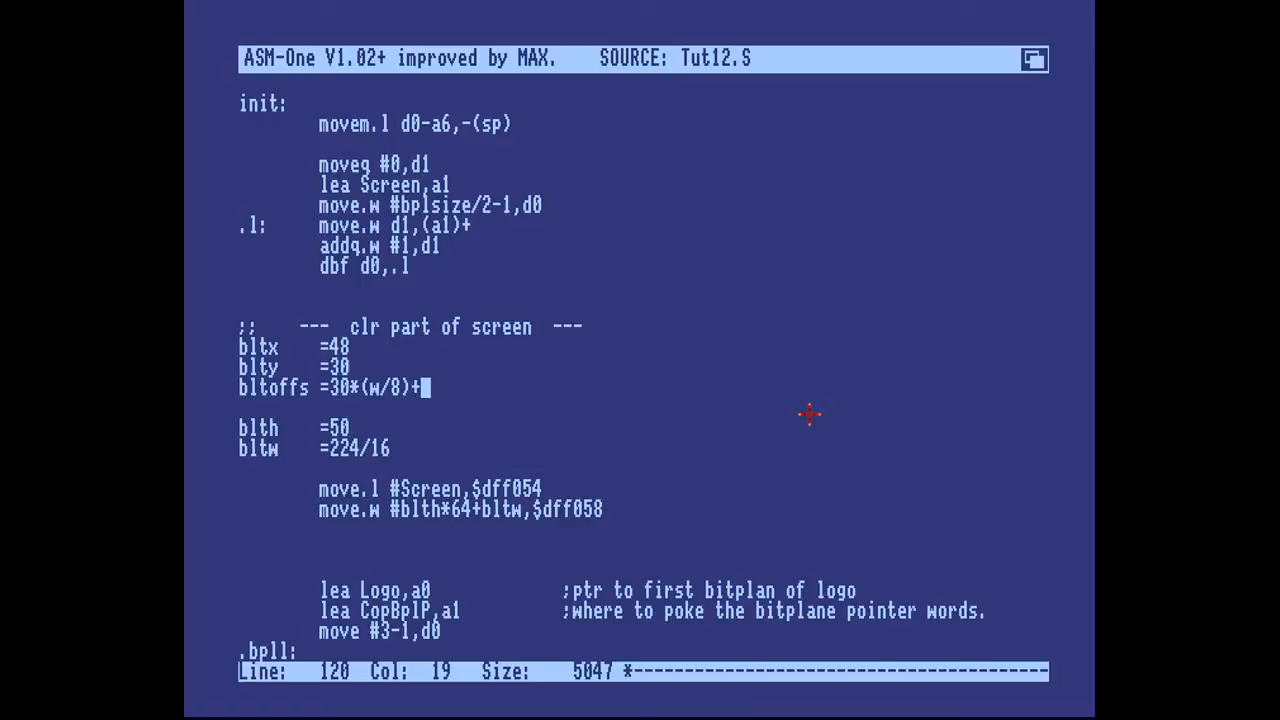 ASM-One V1.02+ improved by MAX. SOURCE: Tut12.S
init:
movem.l d0-a6,-(sp)
moveq #0,d1
lea Screen,a1
move.w #bplsize/2-1,d0
.l: move.w d1,(a1)+
addq.w #1,d1
dbf d0,.l
;; --- clr part of screen ---
bltx =48
blty =30
bltoffs =30*(w/8)+
blth =50
bltw =224/16
move.l #Screen,$dff054
move.w #blth*64+bltw,$dff058
lea Logo,a0 ;ptr to first bitplan of logo
lea CopBplP,a1 ;where to poke the bitplane pointer words.
move #3-1,d0
.bpll:
Line: 120 Col: 19 Size: 5047 *-----------------------------------------